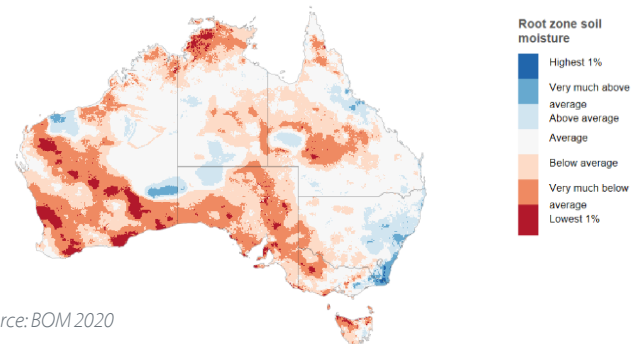 Root zone soil
moisture
Highest 1%
Very much above
average
Above average
Average
Below average
Very much below
average
Lowest 1%
rce: BOM 2020